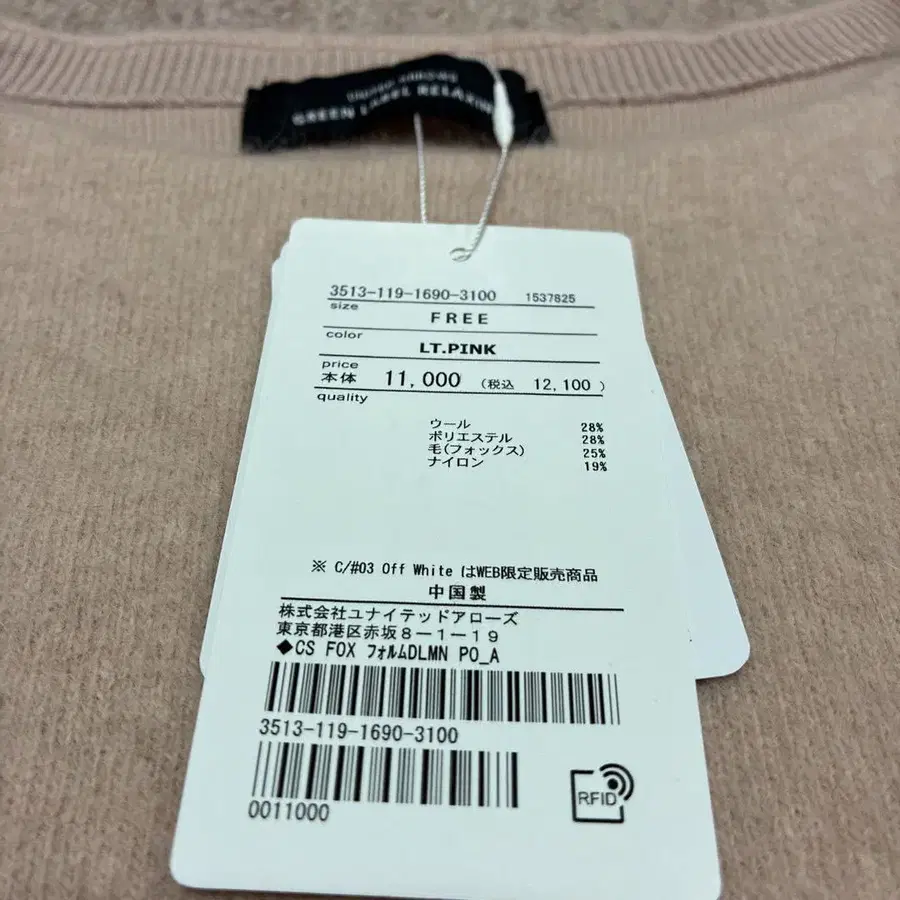 UNITED ARROWS
GREEN LABEL RELAXING
3513-119-1690-3100 1537825
size
FREE
color
LT.PINK
price
本体 11,000 (税込 12,100 )
quality
ウール 28%
ポリエステル 28%
毛(フォックス) 25%
ナイロン 19%
※ C/#03 Off White はWEB限定販売商品
中国製
株式会社ユナイテッドアローズ
東京都港区赤坂8-1-19
◆CS FOX フォルムDLMN PO_A
3513-119-1690-3100
0011000
RFID